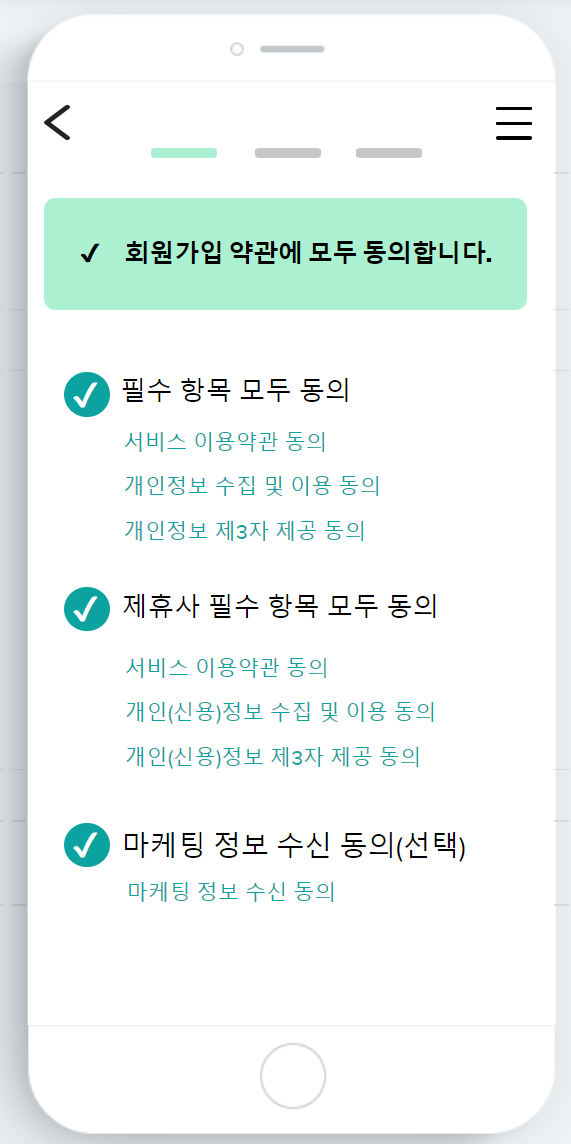 회원가입 약관에 모두 동의합니다.
필수 항목 모두 동의
서비스 이용약관 동의
개인정보 수집 및 이용 동의
개인정보 제3자 제공 동의
제휴사 필수 항목 모두 동의
서비스 이용약관 동의
개인(신용)정보 수집 및 이용 동의
개인(신용)정보 제3자 제공 동의
마케팅 정보 수신 동의(선택)
마케팅 정보 수신 동의